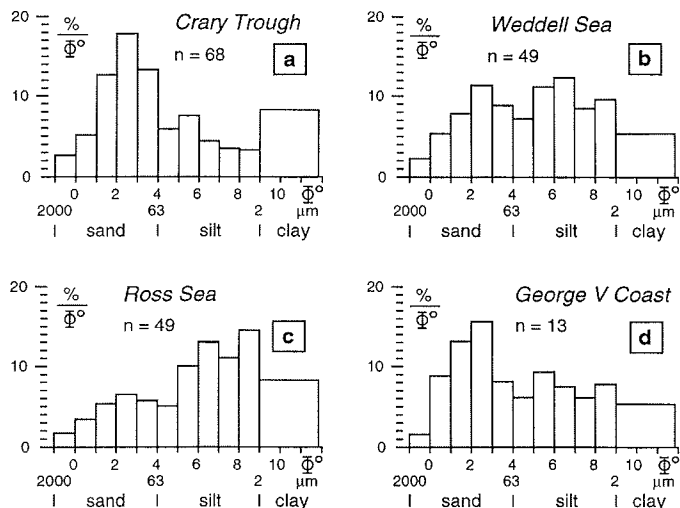 20
%
Φ°
Crary Trough
n = 68
a
10
0
0 2 4 6 8 10 Φ°
2000 63 2 μm
I sand I silt I clay
20
%
Φ°
Weddell Sea
n = 49
b
10
0
0 2 4 6 8 10 Φ°
2000 63 2 μm
I sand I silt I clay
20
%
Φ°
Ross Sea
n = 49
c
10
0
0 2 4 6 8 10 Φ°
2000 63 2 μm
I sand I silt I clay
20
%
Φ°
George V Coast
n = 13
d
10
0
0 2 4 6 8 10 Φ°
2000 63 2 μm
I sand I silt I clay